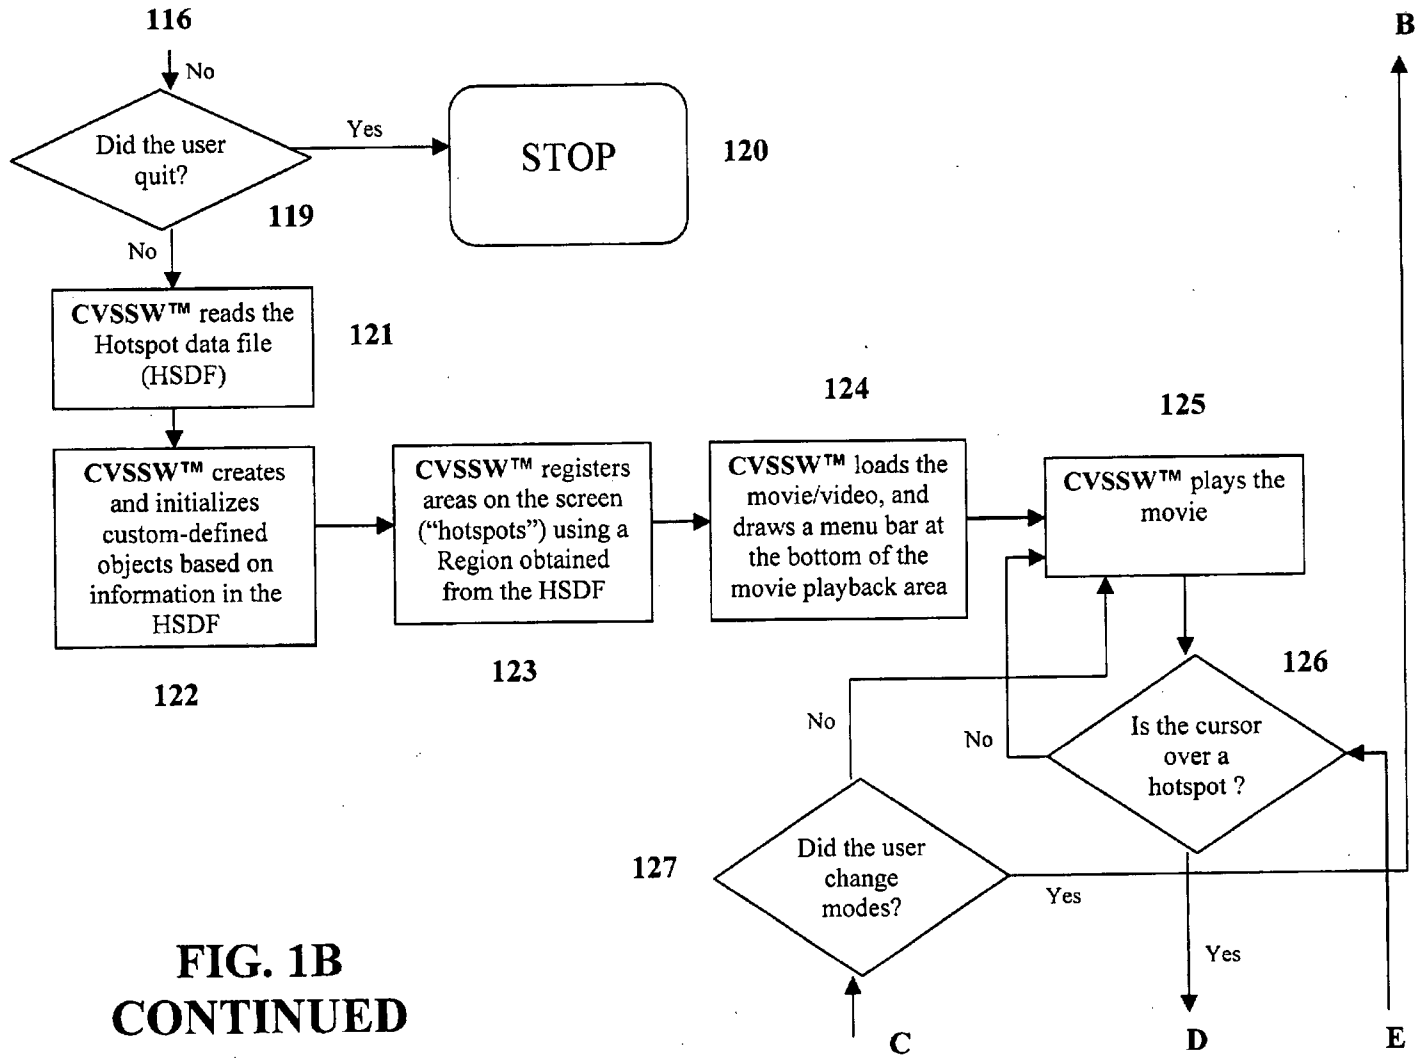 116
B
No
Did the user
quit?
Yes
STOP
120
119
No
CVSSW™ reads the
Hotspot data file
(HSDF)
121
CVSSW™ creates
and initializes
custom-defined
objects based on
information in the
HSDF
122
CVSSW™ registers
areas on the screen
(“hotspots”) using a
Region obtained
from the HSDF
123
124
CVSSW™ loads the
movie/video, and
draws a menu bar at
the bottom of the
movie playback area
125
CVSSW™ plays the
movie
126
Is the cursor
over a
hotspot ?
No
No
127
Did the user
change
modes?
Yes
Yes
FIG. 1B
CONTINUED
C
D
E